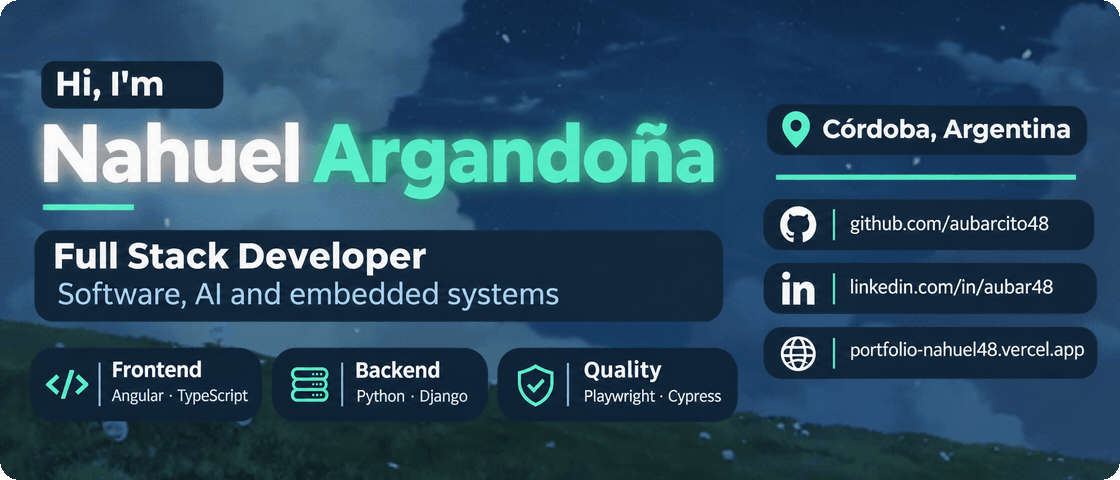 Hi, I'm
Nahuel Argandoña
Full Stack Developer
Software, AI and embedded systems
Frontend
Angular · TypeScript
Backend
Python · Django
Quality
Playwright · Cypress
Córdoba, Argentina
github.com/aubarcito48
linkedin.com/in/aubar48
portfolio-nahuel48.vercel.app